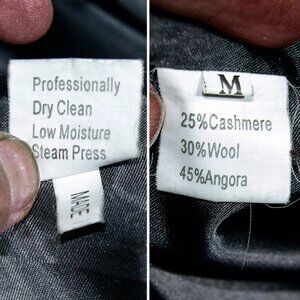 Professionally
Dry Clean
Low Moisture
Steam Press
MADE
M
25%Cashmere
30%Wool
45%Angora